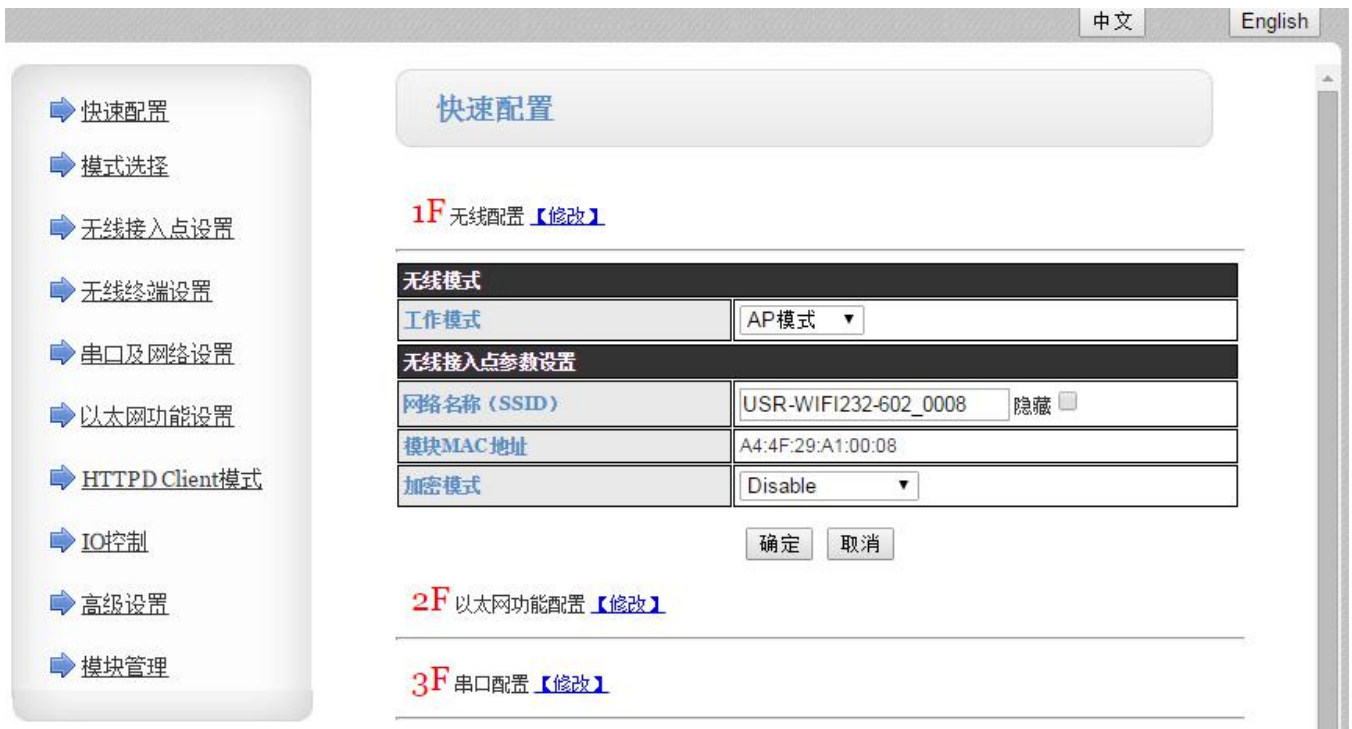 中文 English
快速配置
模式选择
无线接入点设置
无线终端设置
串口及网络设置
以太网功能设置
HTTPD Client模式
IO控制
高级设置
模块管理
快速配置
1F 无线配置 【修改】
无线模式
工作模式 AP模式
无线接入点参数设置
网络名称（SSID） USR-WIFI232-602_0008 隐藏
模块MAC地址 A4:4F:29:A1:00:08
加密模式 Disable
确定 取消
2F 以太网功能配置 【修改】
3F 串口配置 【修改】